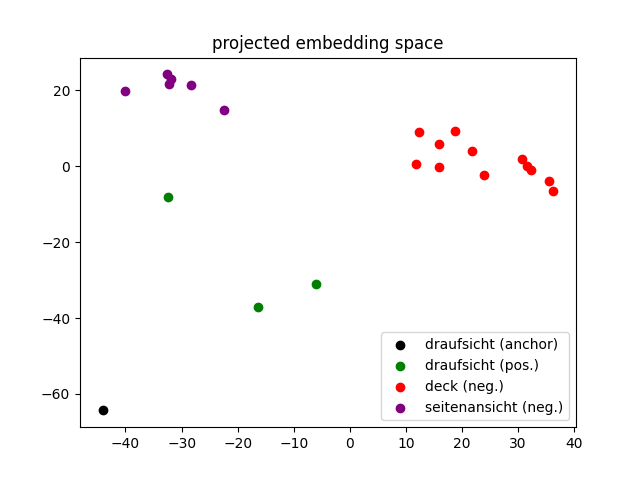 projected embedding space
20
0
−20
−40
−60
−40 −30 −20 −10 0 10 20 30 40
draufsicht (anchor)
draufsicht (pos.)
deck (neg.)
seitenansicht (neg.)